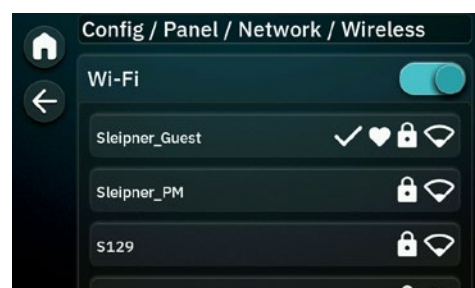 Config / Panel / Network / Wireless
Wi-Fi
Sleipner_Guest
Sleipner_PM
S129